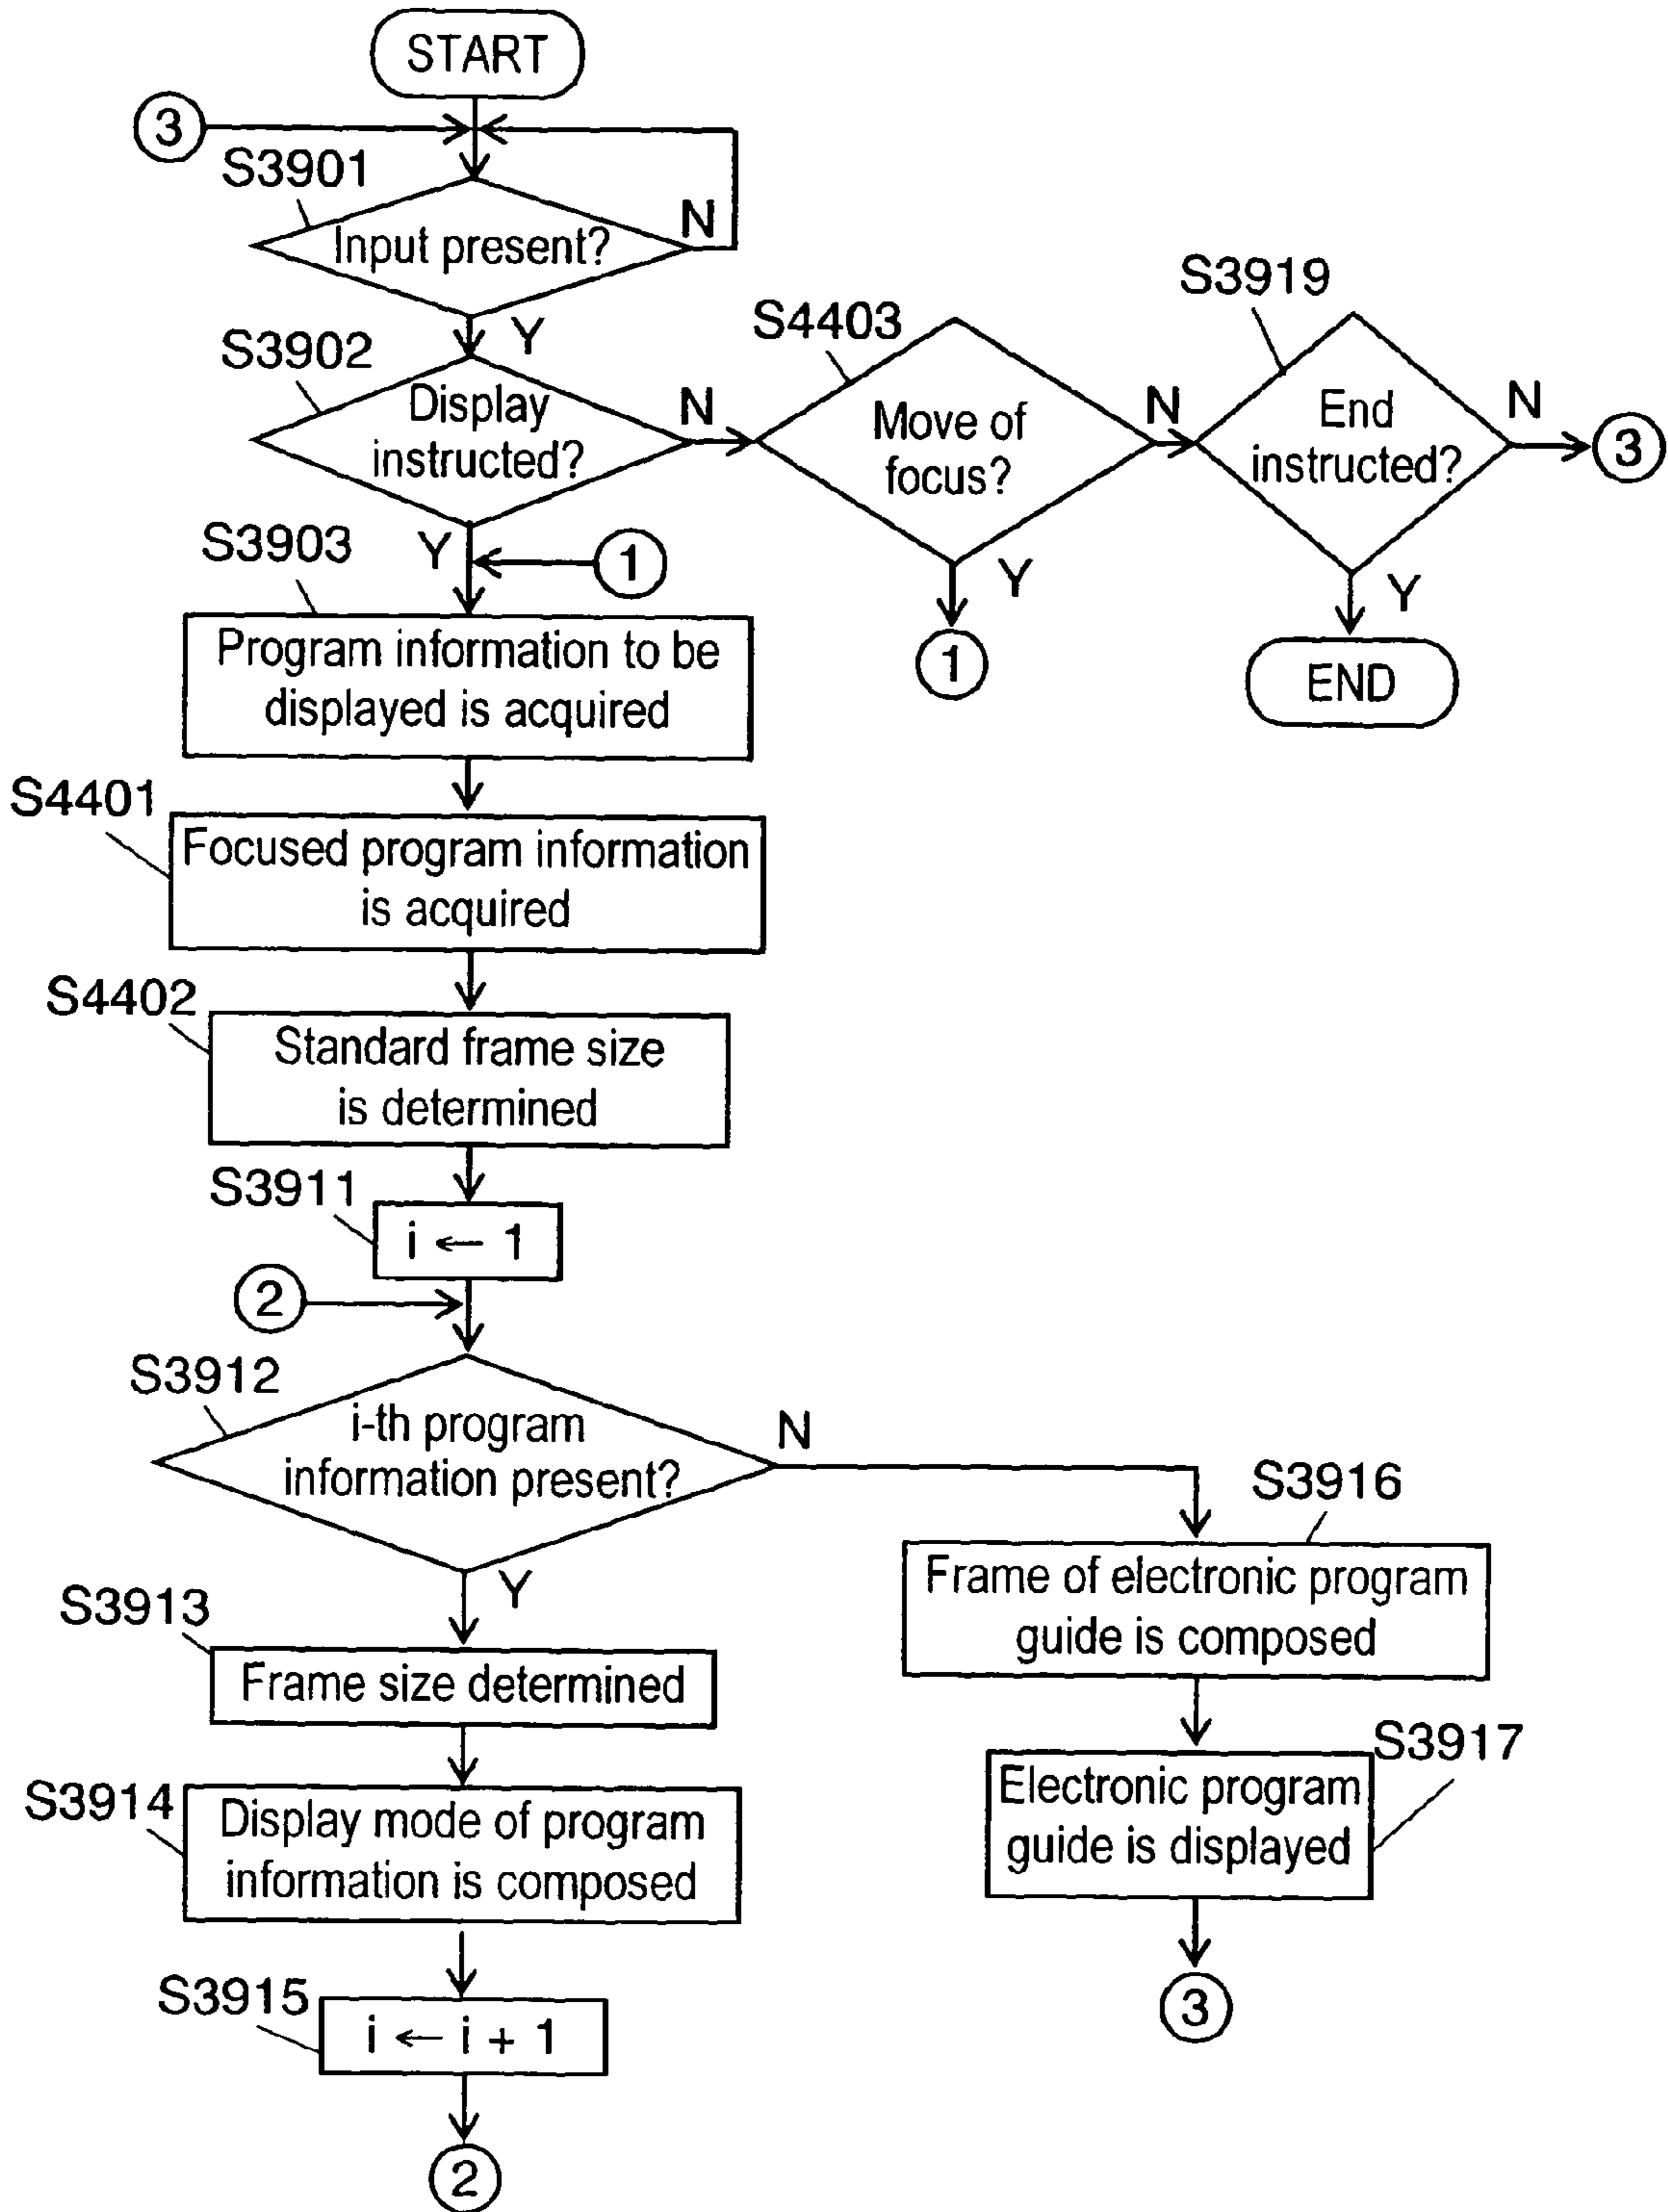 START
3
S3901
Input present?
N
Y
S3902
Display
instructed?
N
Y
S4403
Move of
focus?
N
Y
1
S3919
End
instructed?
N
3
Y
END
1
S3903
Program information to be
displayed is acquired
S4401
Focused program information
is acquired
S4402
Standard frame size
is determined
S3911
i ← 1
2
S3912
i-th program
information present?
N
Y
S3916
Frame of electronic program
guide is composed
S3917
Electronic program
guide is displayed
3
S3913
Frame size determined
S3914
Display mode of program
information is composed
S3915
i ← i + 1
2